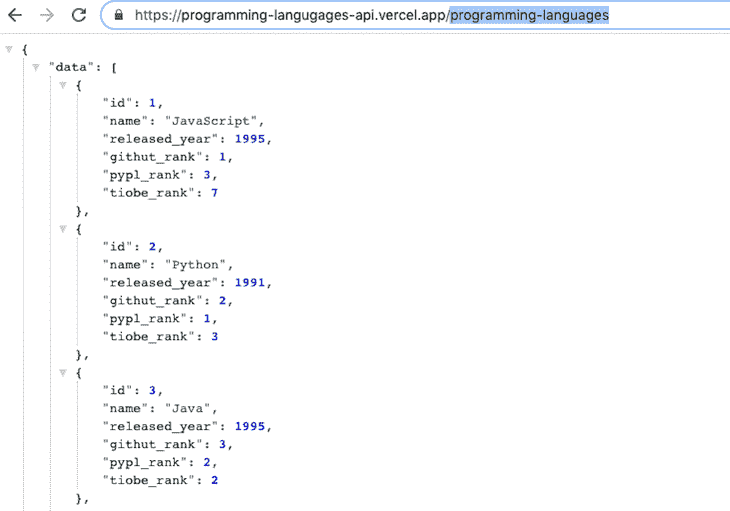 https://programming-langugages-api.vercel.app/programming-languages
{
"data": [
{
"id": 1,
"name": "JavaScript",
"released_year": 1995,
"githut_rank": 1,
"pypl_rank": 3,
"tiobe_rank": 7
},
{
"id": 2,
"name": "Python",
"released_year": 1991,
"githut_rank": 2,
"pypl_rank": 1,
"tiobe_rank": 3
},
{
"id": 3,
"name": "Java",
"released_year": 1995,
"githut_rank": 3,
"pypl_rank": 2,
"tiobe_rank": 2
},